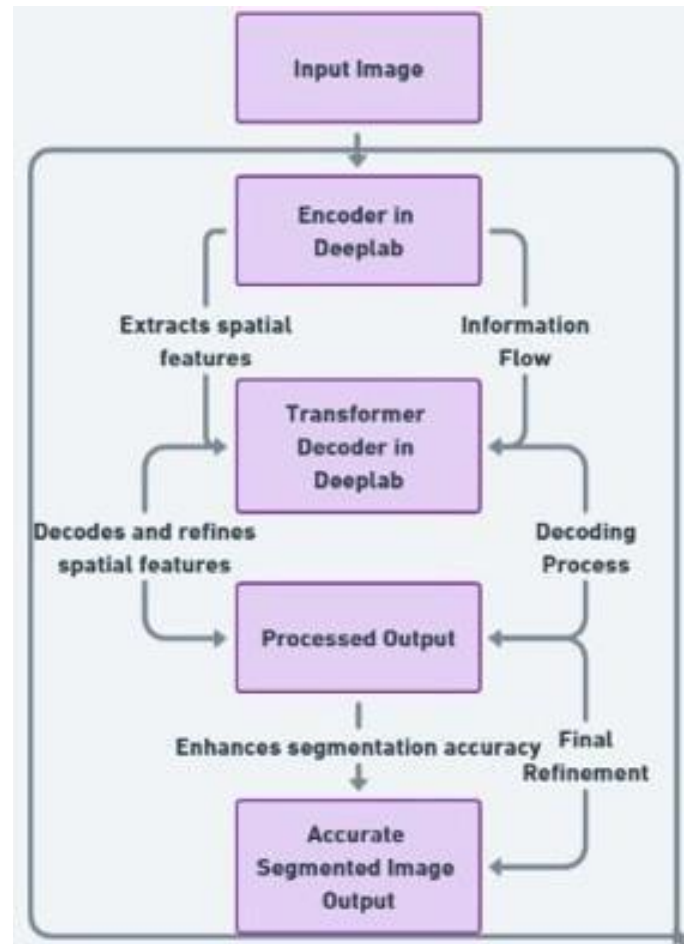 Input Image
Encoder in
Deeplab
Extracts spatial
features
Information
Flow
Transformer
Decoder in
Deeplab
Decodes and refines
spatial features
Decoding
Process
Processed Output
Enhances segmentation accuracy
Final
Refinement
Accurate
Segmented Image
Output